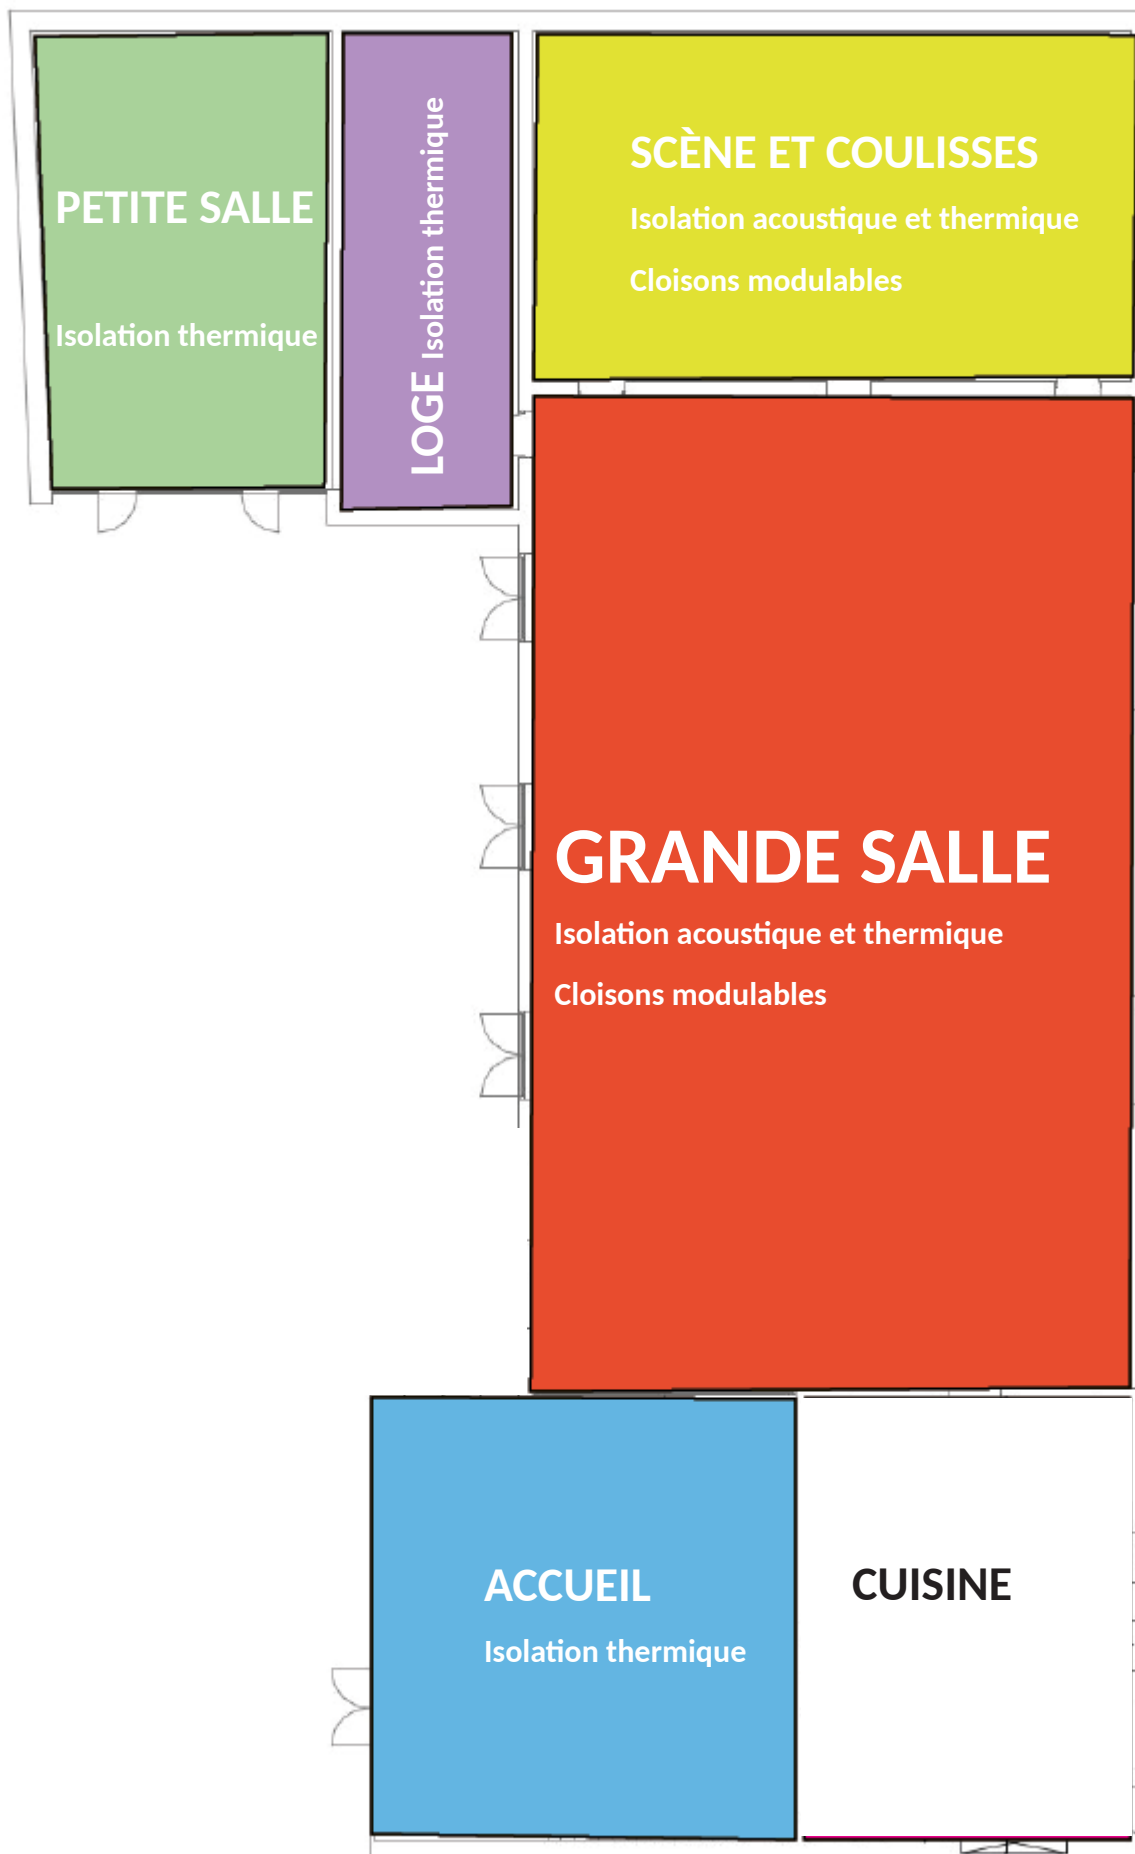 PETITE SALLE
Isolation thermique
LOGE Isolation thermique
SCÈNE ET COULISSES
Isolation acoustique et thermique
Cloisons modulables
GRANDE SALLE
Isolation acoustique et thermique
Cloisons modulables
ACCUEIL
Isolation thermique
CUISINE